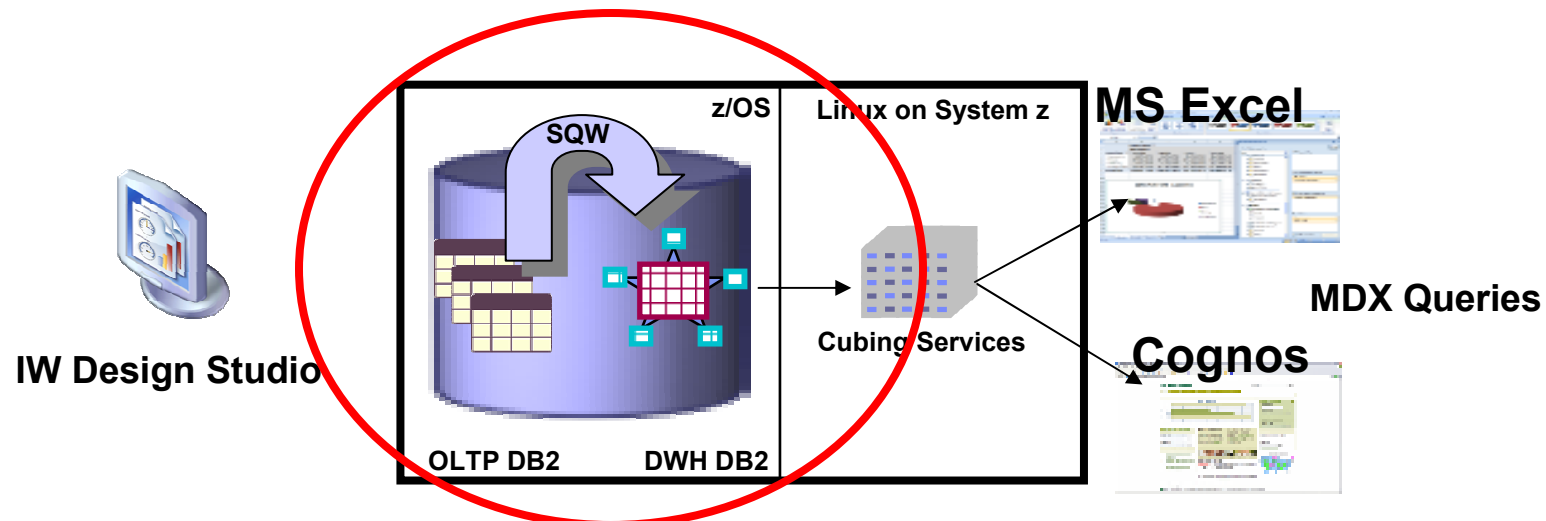 z/OS
Linux on System z
MS Excel
SQW
MDX Queries
Cubing Services
IW Design Studio
Cognos
OLTP DB2
DWH DB2